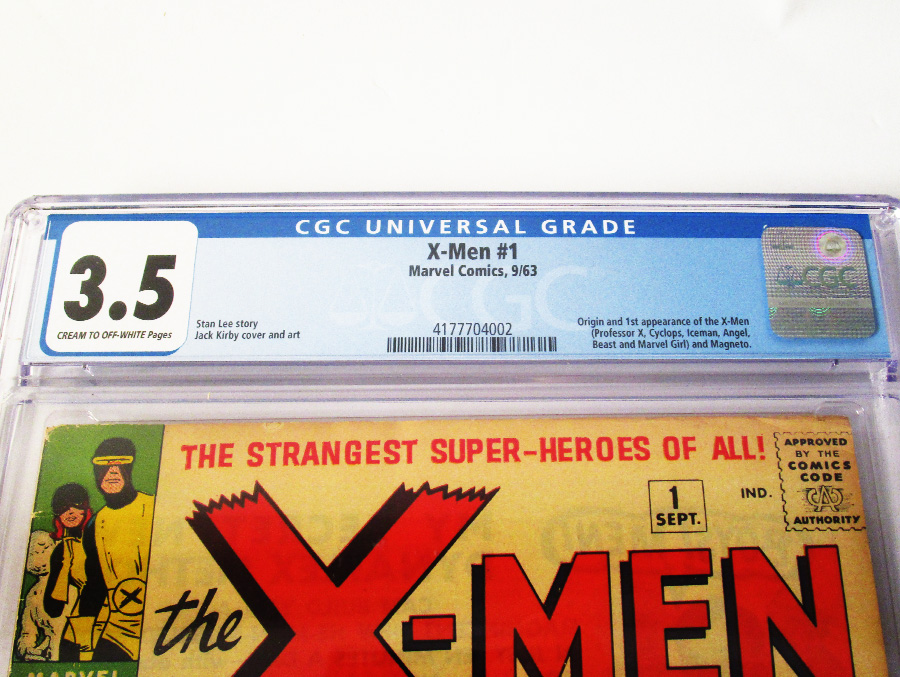 CGC UNIVERSAL GRADE
3.5
CREAM TO OFF-WHITE Pages
X-Men #1
Marvel Comics, 9/63
Stan Lee story
Jack Kirby cover and art
CGC
4177704002
Origin and 1st appearance of the X-Men
(Professor X, Cyclops, Iceman, Angel,
Beast and Marvel Girl) and Magneto.
CGC
THE STRANGEST SUPER-HEROES OF ALL!
1
SEPT.
IND.
APPROVED
BY THE
COMICS
CODE
CA
AUTHORITY
the X-MEN
X
MARVEL